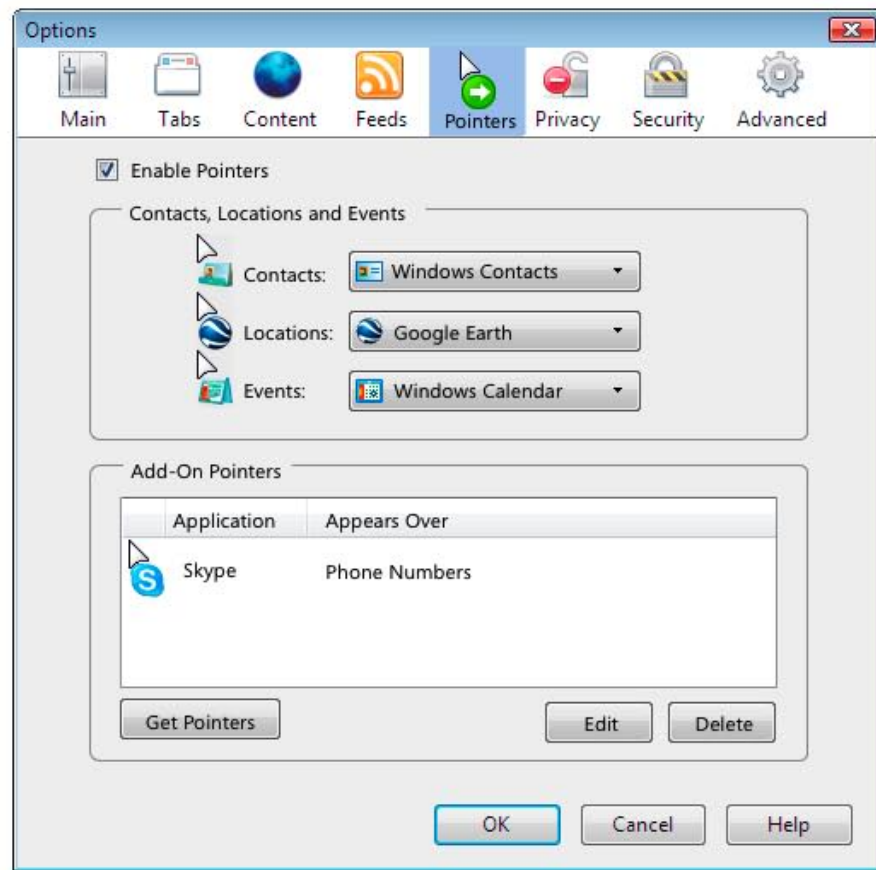 Options
Main Tabs Content Feeds Pointers Privacy Security Advanced
Enable Pointers
Contacts, Locations and Events
Contacts: Windows Contacts
Locations: Google Earth
Events: Windows Calendar
Add-On Pointers
Application Appears Over
Skype Phone Numbers
Get Pointers Edit Delete
OK Cancel Help